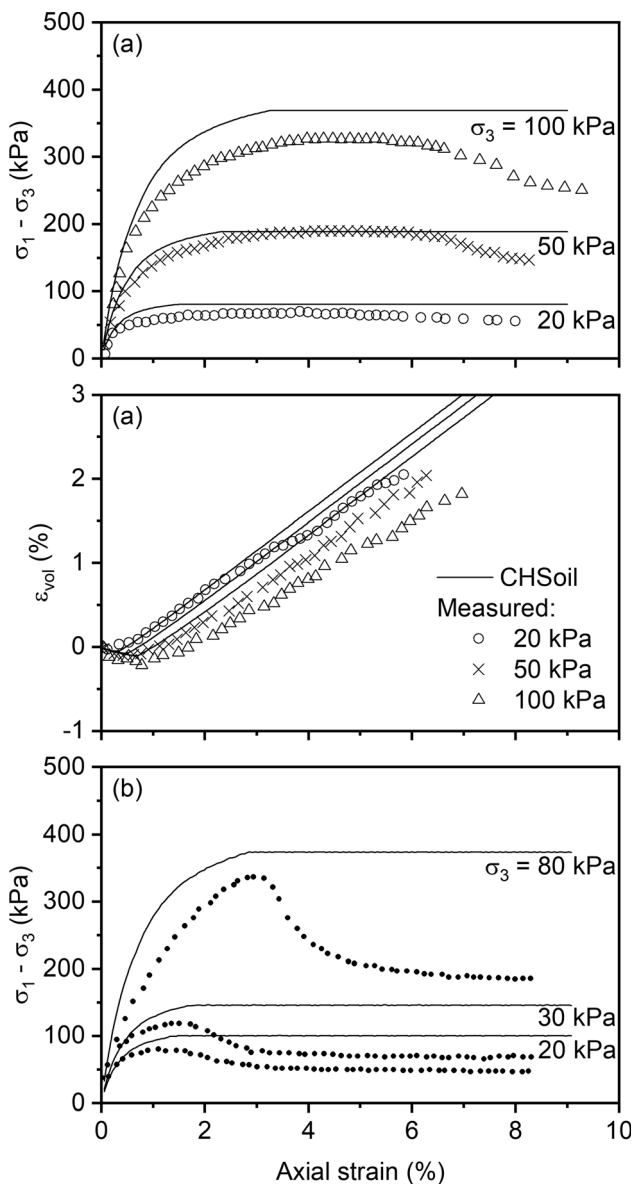 500
(a)
400
σ₃ = 100 kPa
300
σ₁ - σ₃ (kPa)
200
50 kPa
100
20 kPa
0
3
(a)
2
εvol (%)
1
CHSoil
Measured:
0
20 kPa
50 kPa
100 kPa
-1
500
(b)
400
σ₃ = 80 kPa
300
σ₁ - σ₃ (kPa)
200
30 kPa
100
20 kPa
0
0 2 4 6 8 10
Axial strain (%)